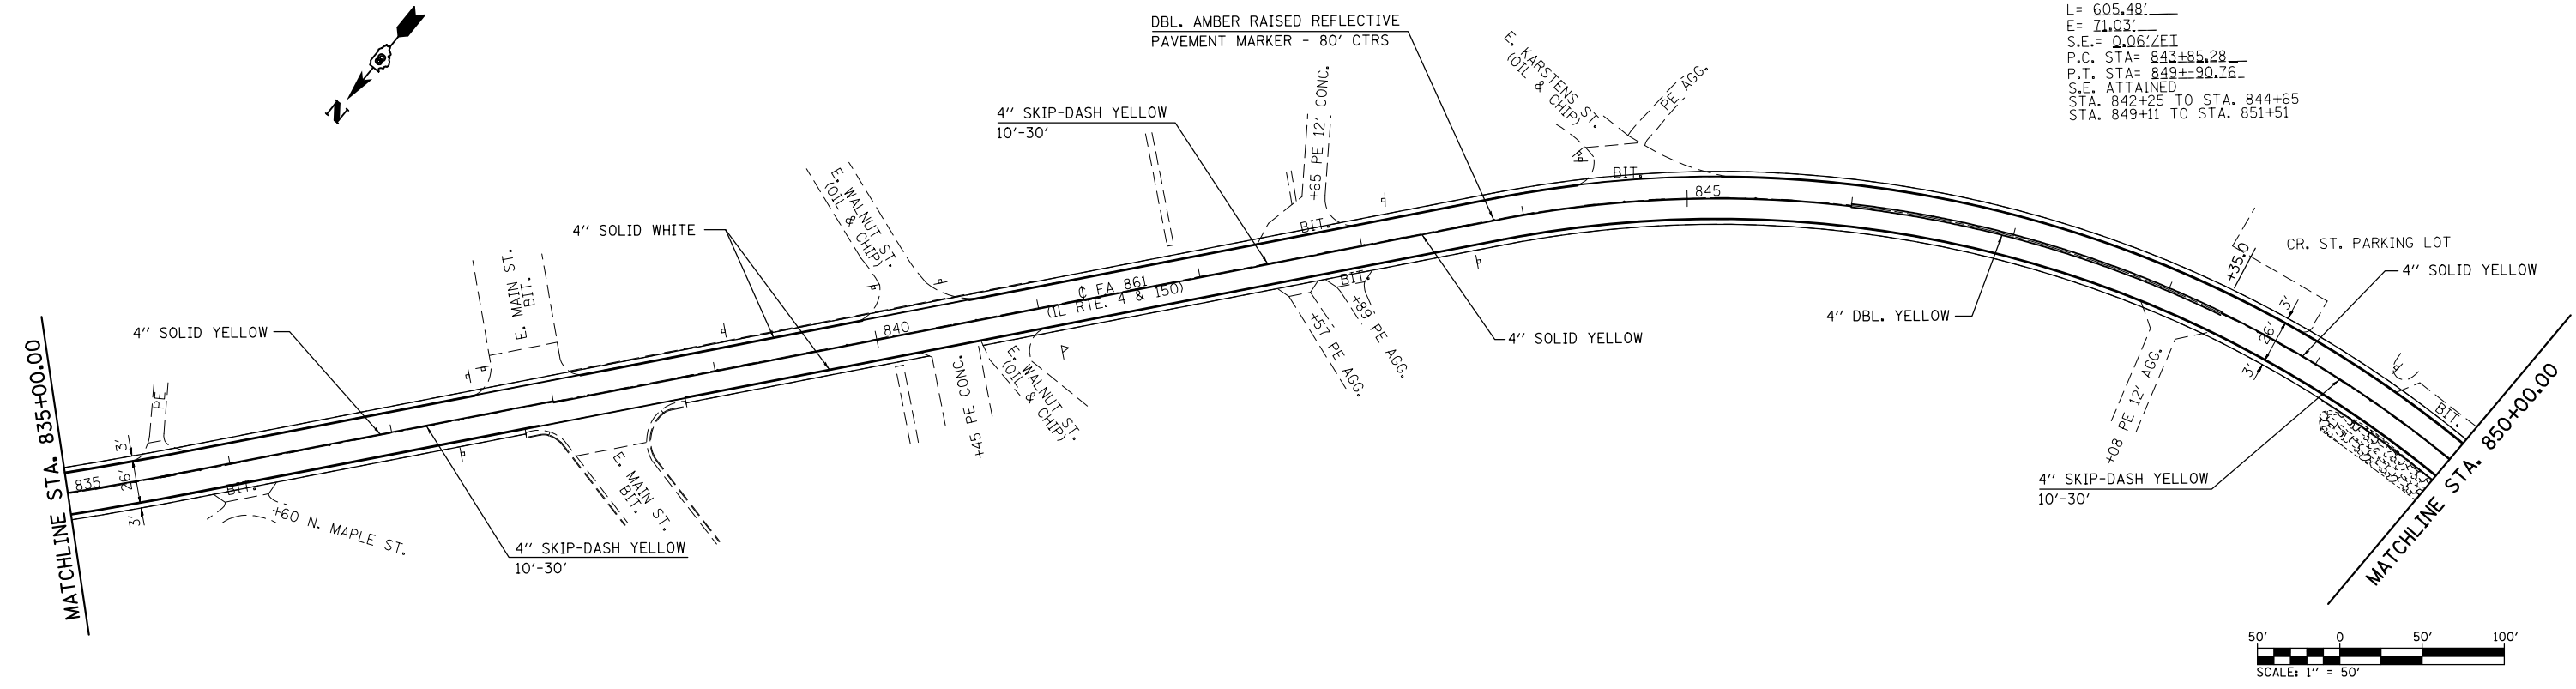 L= 605.48'
E= 71.03'
S.E.= 0.06'/FT
P.C. STA= 843+85.28
P.T. STA= 849+90.76
S.E. ATTAINED
STA. 842+25 TO STA. 844+65
STA. 849+11 TO STA. 851+51
N
DBL. AMBER RAISED REFLECTIVE
PAVEMENT MARKER - 80' CTRS
4" SKIP-DASH YELLOW
10'-30'
E. KARSTENS ST.
(OIL & CHIP)
PE AGG.
+65 PE 12' CONC.
BIT.
BIT.
845
E. WALNUT ST.
(OIL & CHIP)
4" SOLID WHITE
E. MAIN ST.
BIT.
4" SOLID YELLOW
℄ FA 861
(IL RTE. 4 & 150)
840
BIT.
+89 PE AGG.
+57 PE AGG.
4" SOLID YELLOW
4" DBL. YELLOW
+35.0
CR. ST. PARKING LOT
4" SOLID YELLOW
3'
26'
3'
BIT.
+08 PE 12' AGG.
4" SKIP-DASH YELLOW
10'-30'
MATCHLINE STA. 850+00.00
MATCHLINE STA. 835+00.00
PE
3'
26'
3'
835
BIT.
+60 N. MAPLE ST.
E. MAIN ST.
BIT.
4" SKIP-DASH YELLOW
10'-30'
+45 PE CONC.
E. WALNUT ST.
(OIL & CHIP)
50' 0 50' 100'
SCALE: 1" = 50'